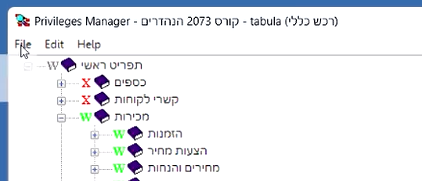 Privileges Manager - קורס 2073 הנהדרים - tabula (רכש כללי)
File Edit Help
W תפריט ראשי
X כספים
X קשרי לקוחות
W מכירות
W הזמנות
W הצעות מחיר
W מחירים והנחות